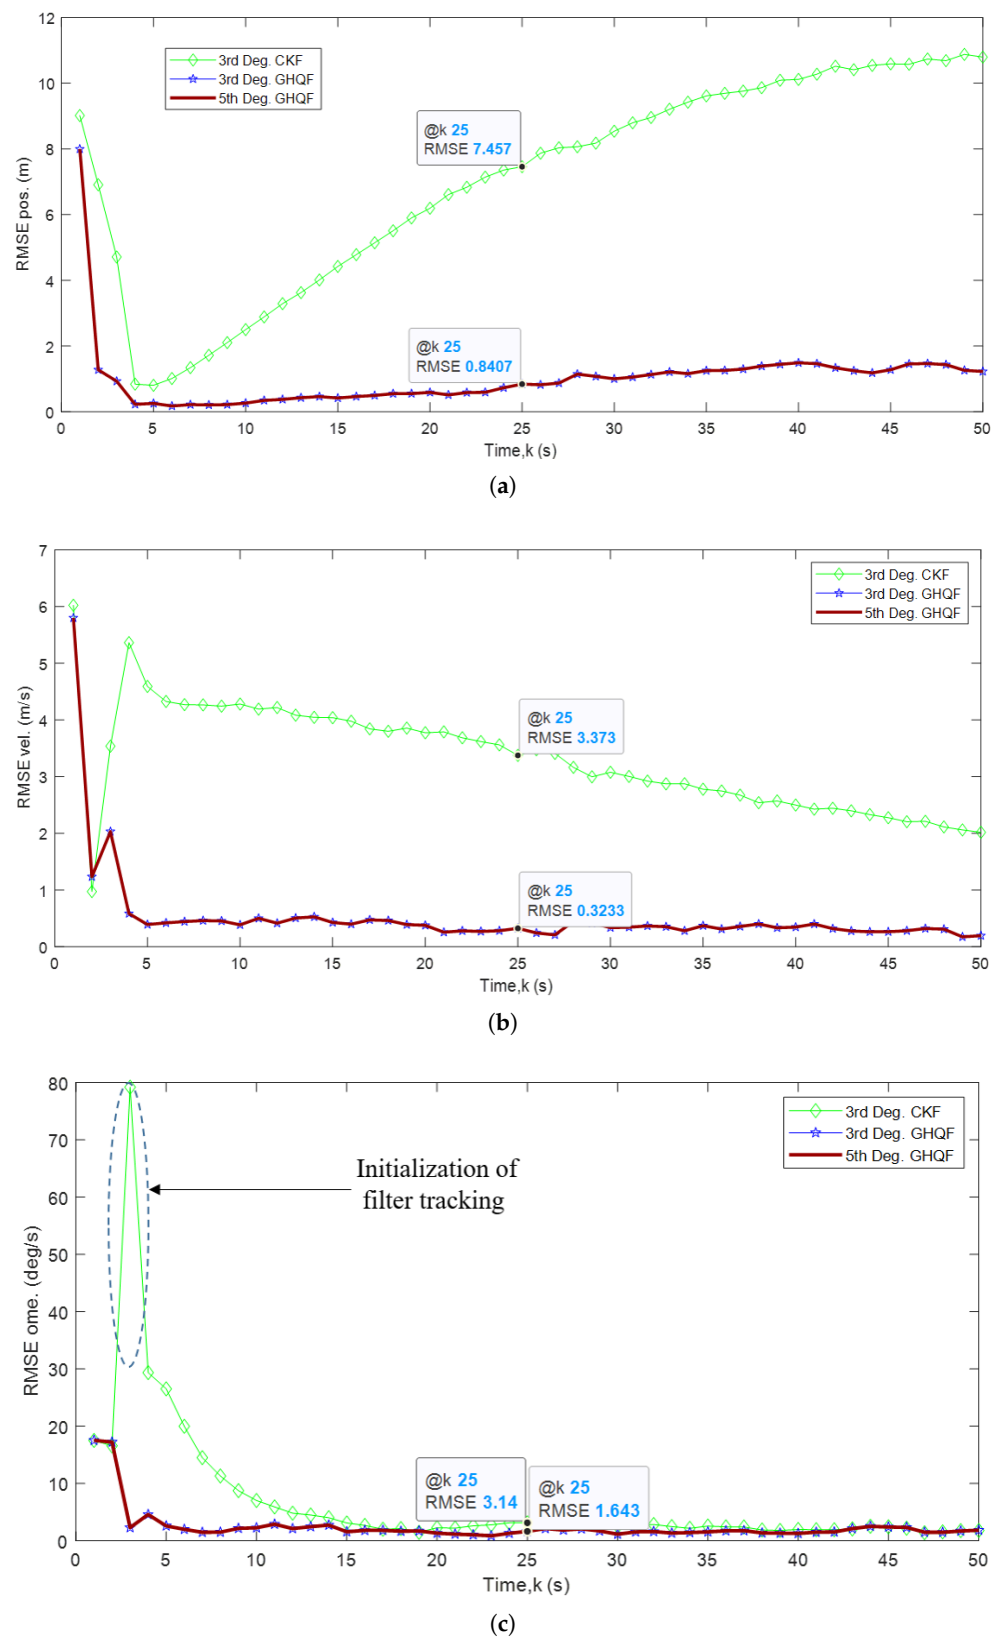 12
10
8
6
4
2
0
RMSE pos. (m)
3rd Deg. CKF
3rd Deg. GHQF
5th Deg. GHQF
@k 25
RMSE 7.457
@k 25
RMSE 0.8407
0 5 10 15 20 25 30 35 40 45 50
Time,k (s)
(a)
7
6
5
4
3
2
1
0
RMSE vel. (m/s)
3rd Deg. CKF
3rd Deg. GHQF
5th Deg. GHQF
@k 25
RMSE 3.373
@k 25
RMSE 0.3233
0 5 10 15 20 25 30 35 40 45 50
Time,k (s)
(b)
80
70
60
50
40
30
20
10
0
RMSE ome. (deg/s)
3rd Deg. CKF
3rd Deg. GHQF
5th Deg. GHQF
Initialization of
filter tracking
@k 25
RMSE 3.14
@k 25
RMSE 1.643
0 5 10 15 20 25 30 35 40 45 50
Time,k (s)
(c)